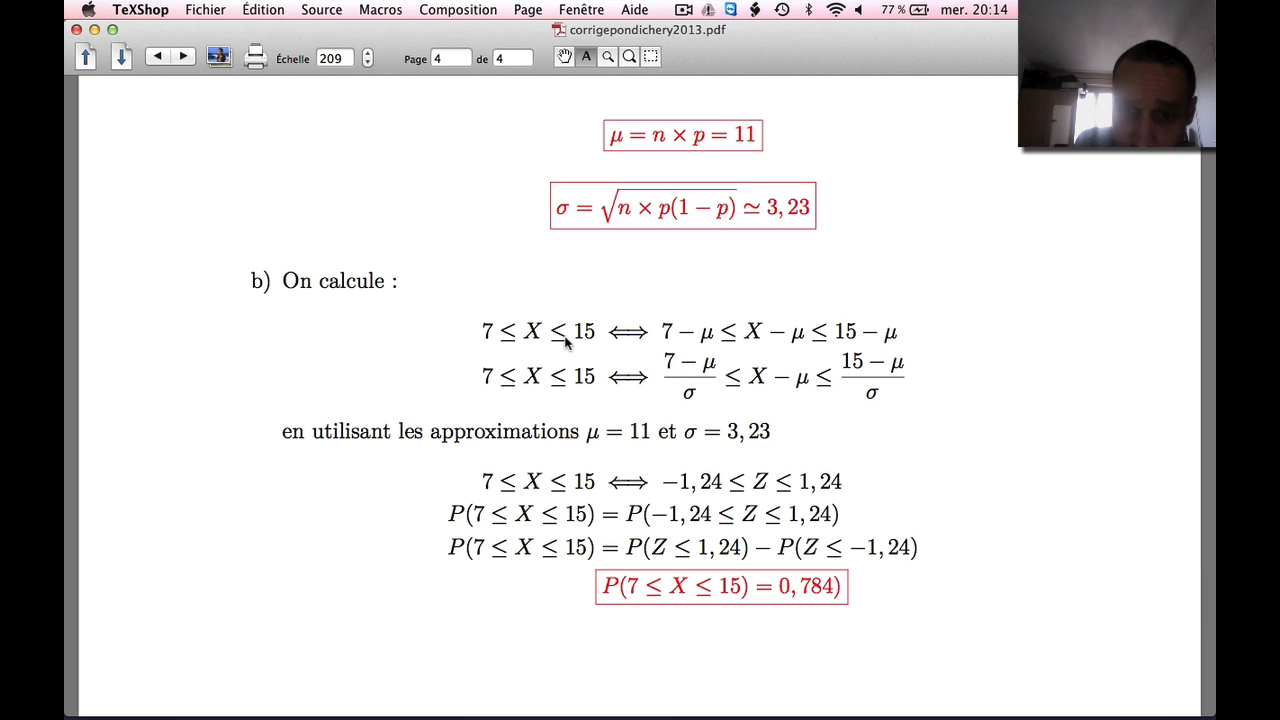 TeXShop Fichier Édition Source Macros Composition Page Fenêtre Aide 77 % mer. 20:14
corrigepondichery2013.pdf
Échelle 209 Page 4 de 4
μ = n × p = 11
σ = √n × p(1 − p) ≃ 3, 23
b) On calcule :
7 ≤ X ≤ 15 ⟺ 7 − μ ≤ X − μ ≤ 15 − μ
7 ≤ X ≤ 15 ⟺ (7 − μ)/σ ≤ X − μ ≤ (15 − μ)/σ
en utilisant les approximations μ = 11 et σ = 3, 23
7 ≤ X ≤ 15 ⟺ −1, 24 ≤ Z ≤ 1, 24
P(7 ≤ X ≤ 15) = P(−1, 24 ≤ Z ≤ 1, 24)
P(7 ≤ X ≤ 15) = P(Z ≤ 1, 24) − P(Z ≤ −1, 24)
P(7 ≤ X ≤ 15) = 0, 784)